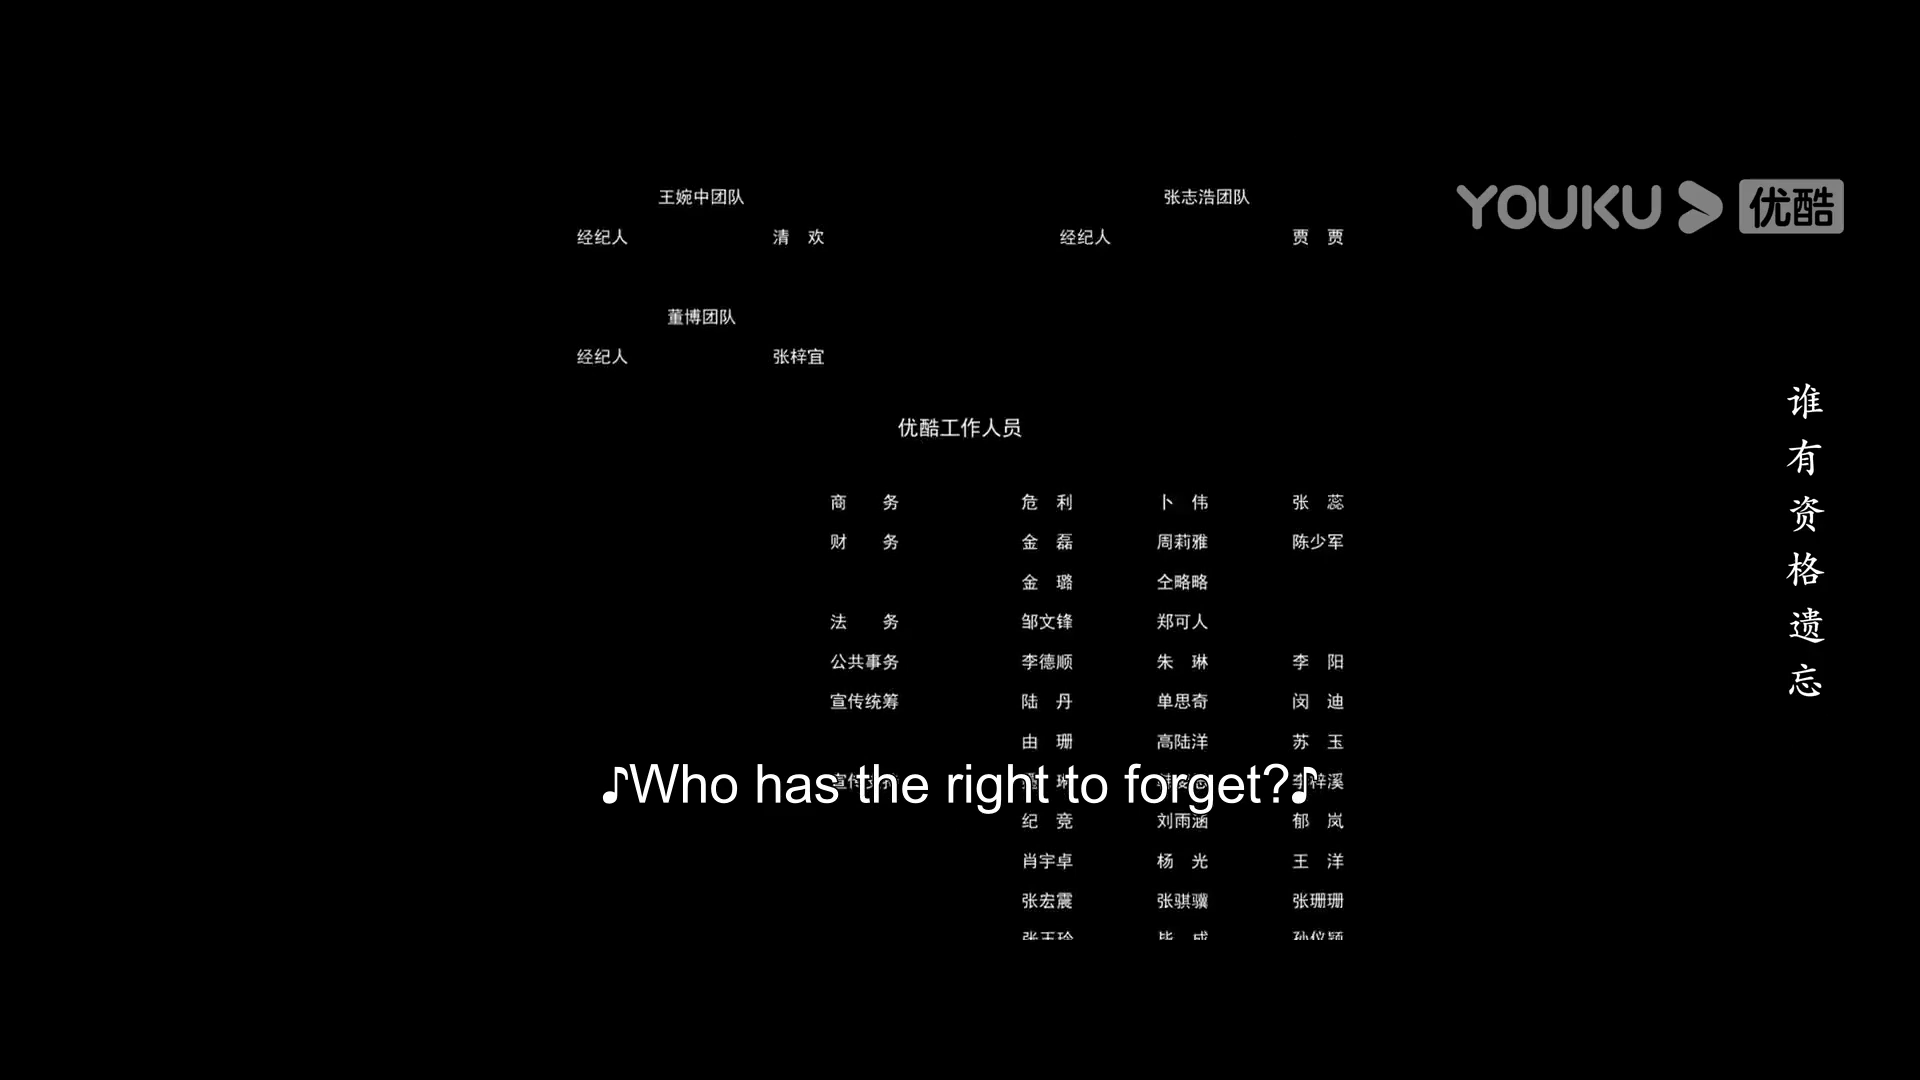 YOUKU 优酷
王婉中团队 张志浩团队
经纪人 清 欢 经纪人 贾 贾
董博团队
经纪人 张梓宜
优酷工作人员
商 务 危 利 卜 伟 张 蕊
财 务 金 磊 周莉雅 陈少军
金 璐 仝略略
法 务 邹文锋 郑可人
公共事务 李德顺 朱 琳 李 阳
宣传统筹 陆 丹 单思奇 闵 迪
由 珊 高陆洋 苏 玉
李梓溪
♪Who has the right to forget?♪
纪 竞 刘雨涵 郁 岚
肖宇卓 杨 光 王 洋
张宏震 张骐骥 张珊珊
谁有资格遗忘